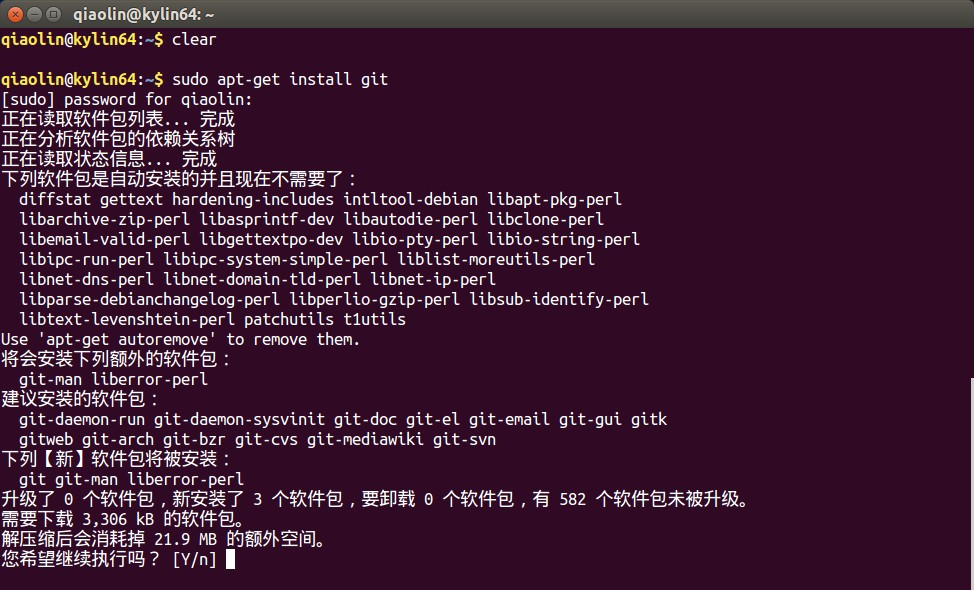 qiaolin@kylin64: ~
qiaolin@kylin64:~$ clear
qiaolin@kylin64:~$ sudo apt-get install git
[sudo] password for qiaolin:
正在读取软件包列表... 完成
正在分析软件包的依赖关系树
正在读取状态信息... 完成
下列软件包是自动安装的并且现在不需要了：
  diffstat gettext hardening-includes intltool-debian libapt-pkg-perl
  libarchive-zip-perl libasprintf-dev libautodie-perl libclone-perl
  libemail-valid-perl libgettextpo-dev libio-pty-perl libio-string-perl
  libipc-run-perl libipc-system-simple-perl liblist-moreutils-perl
  libnet-dns-perl libnet-domain-tld-perl libnet-ip-perl
  libparse-debianchangelog-perl libperlio-gzip-perl libsub-identify-perl
  libtext-levenshtein-perl patchutils t1utils
Use 'apt-get autoremove' to remove them.
将会安装下列额外的软件包：
  git-man liberror-perl
建议安装的软件包：
  git-daemon-run git-daemon-sysvinit git-doc git-el git-email git-gui gitk
  gitweb git-arch git-bzr git-cvs git-mediawiki git-svn
下列【新】软件包将被安装：
  git git-man liberror-perl
升级了 0 个软件包，新安装了 3 个软件包，要卸载 0 个软件包，有 582 个软件包未被升级。
需要下载 3,306 kB 的软件包。
解压缩后会消耗掉 21.9 MB 的额外空间。
您希望继续执行吗？ [Y/n]